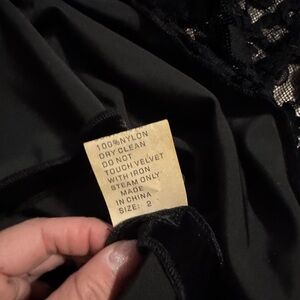 100%NYLON
DRY CLEAN
DO NOT
TOUCH VELVET
WITH IRON
STEAM ONLY
MADE
IN CHINA
SIZE: 2